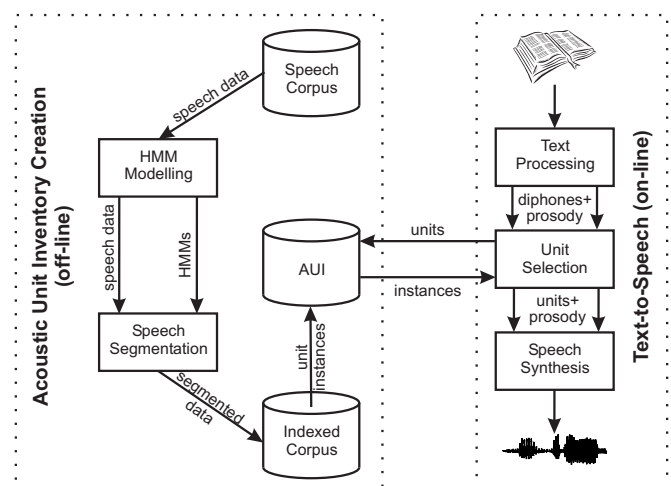 Acoustic Unit Inventory Creation
(off-line)
Speech
Corpus
speech data
HMM
Modelling
speech data
HMMs
Speech
Segmentation
segmented
data
Indexed
Corpus
unit
instances
AUI
units
instances
Text
Processing
diphones+
prosody
Unit
Selection
units+
prosody
Speech
Synthesis
Text-to-Speech (on-line)